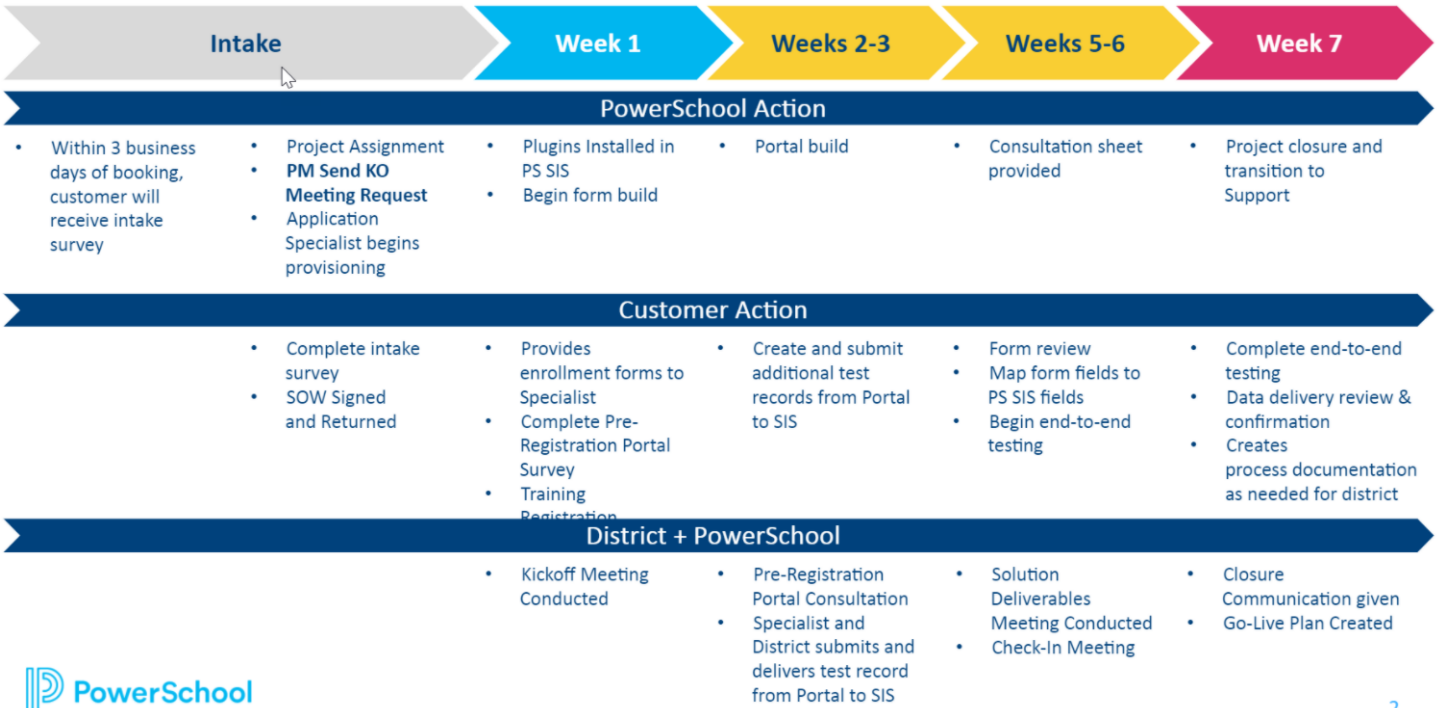 Intake
Week 1
Weeks 2-3
Weeks 5-6
Week 7
PowerSchool Action
• Within 3 business
days of booking,
customer will
receive intake
survey
• Project Assignment
• PM Send KO
Meeting Request
• Application
Specialist begins
provisioning
• Plugins Installed in
PS SIS
• Begin form build
• Portal build
• Consultation sheet
provided
• Project closure and
transition to
Support
Customer Action
• Complete intake
survey
• SOW Signed
and Returned
• Provides
enrollment forms to
Specialist
• Complete Pre-
Registration Portal
Survey
• Training
Registration
• Create and submit
additional test
records from Portal
to SIS
• Form review
• Map form fields to
PS SIS fields
• Begin end-to-end
testing
• Complete end-to-end
testing
• Data delivery review &
confirmation
• Creates
process documentation
as needed for district
District + PowerSchool
• Kickoff Meeting
Conducted
• Pre-Registration
Portal Consultation
• Specialist and
District submits and
delivers test record
from Portal to SIS
• Solution
Deliverables
Meeting Conducted
• Check-In Meeting
• Closure
Communication given
• Go-Live Plan Created
PowerSchool